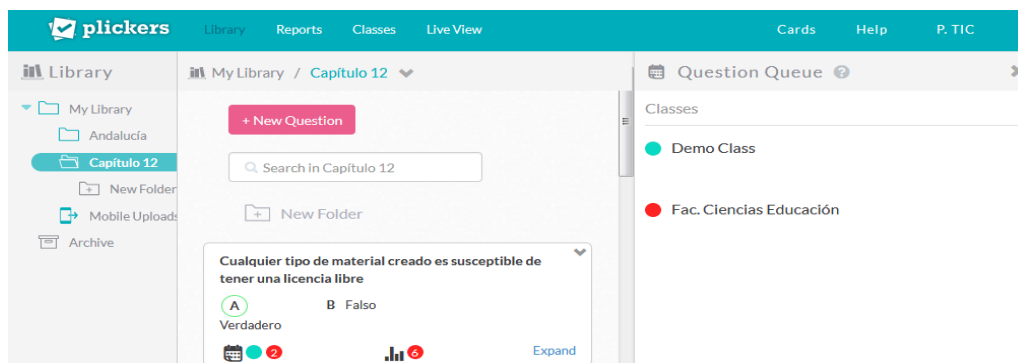 plickers
Library Reports Classes Live View Cards Help P. TIC
Library
My Library
Andalucía
Capítulo 12
New Folder
Mobile Uploads
Archive
My Library / Capítulo 12
+ New Question
Search in Capítulo 12
New Folder
Cualquier tipo de material creado es susceptible de
tener una licencia libre
A B Falso
Verdadero
2 6 Expand
Question Queue ?
Classes
Demo Class
Fac. Ciencias Educación